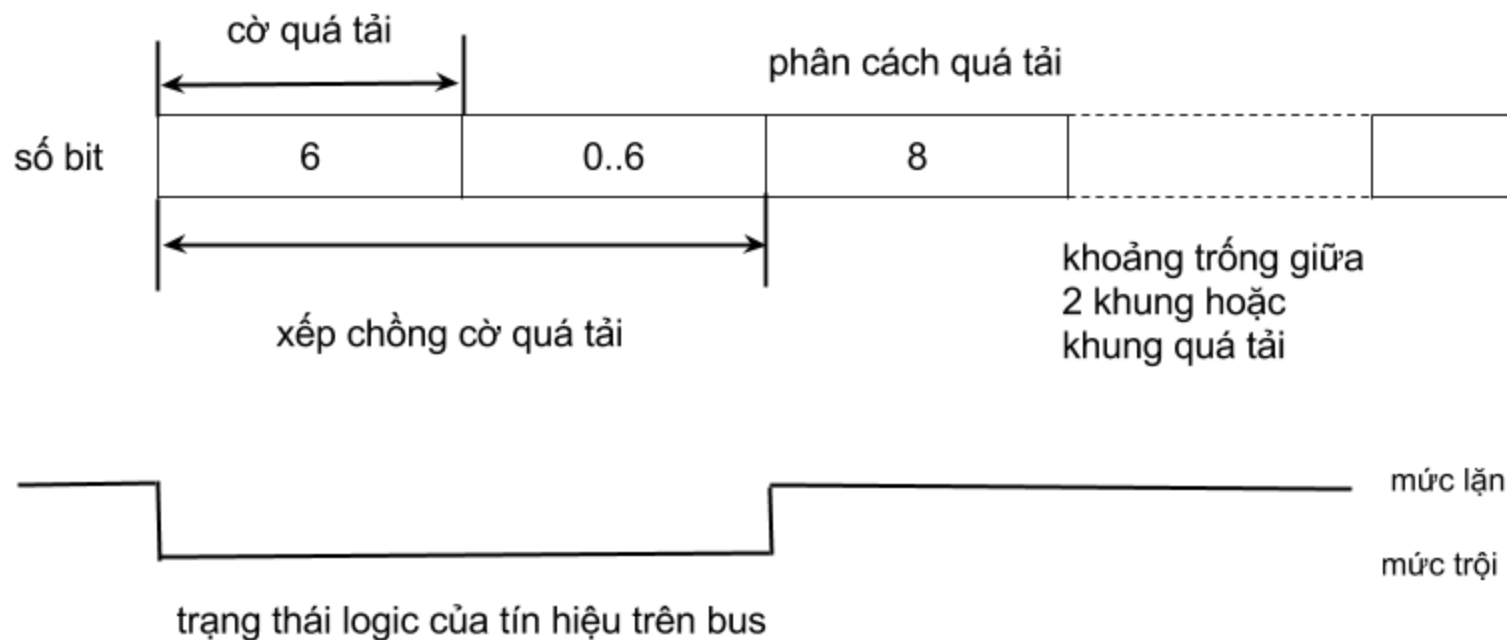 cờ quá tải
phân cách quá tải
số bit
6
0..6
8
khoảng trống giữa
2 khung hoặc
khung quá tải
xếp chồng cờ quá tải
mức lặn
mức trội
trạng thái logic của tín hiệu trên bus